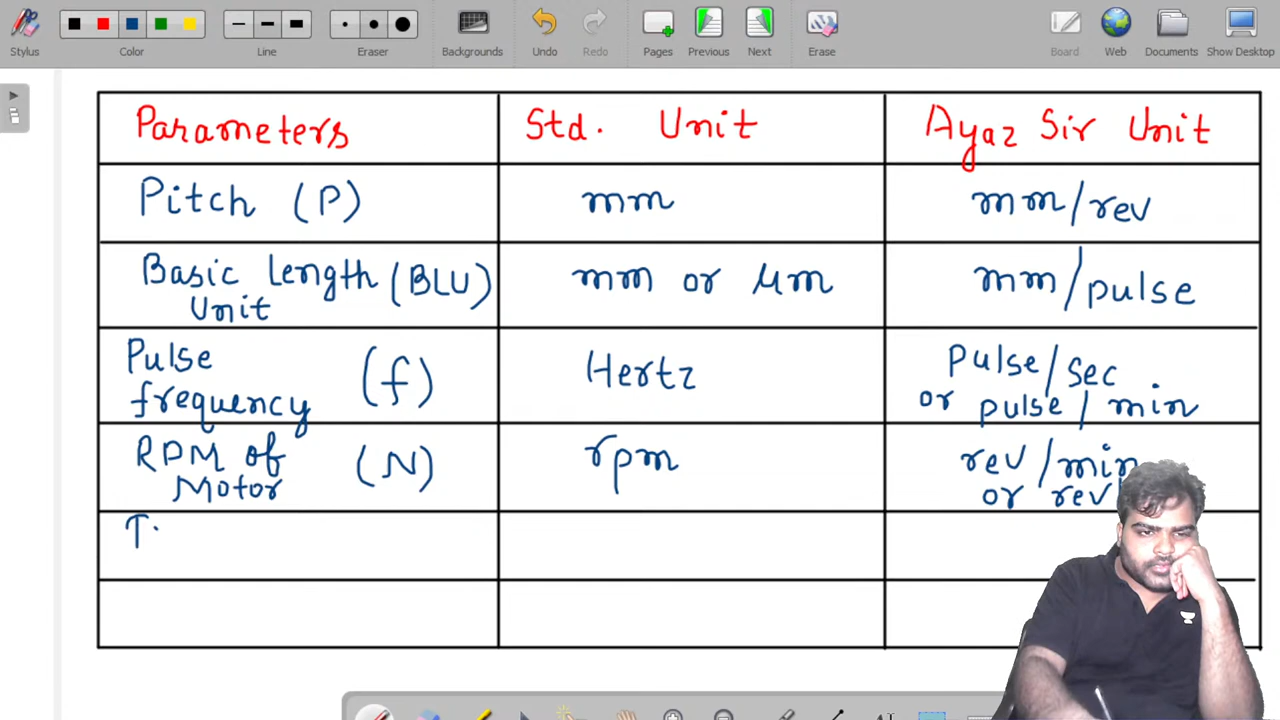 Stylus
Color
Line
Eraser
Backgrounds
Undo
Redo
Pages
Previous
Next
Erase
Board
Web
Documents
Show Desktop
Parameters Std. Unit Ayaz Sir Unit
Pitch (P) mm mm/rev
Basic Length (BLU) mm or μm mm/pulse
Unit
Pulse (f) Hertz Pulse/sec
frequency or pulse/min
RPM of (N) rpm rev/min
Motor or rev
T